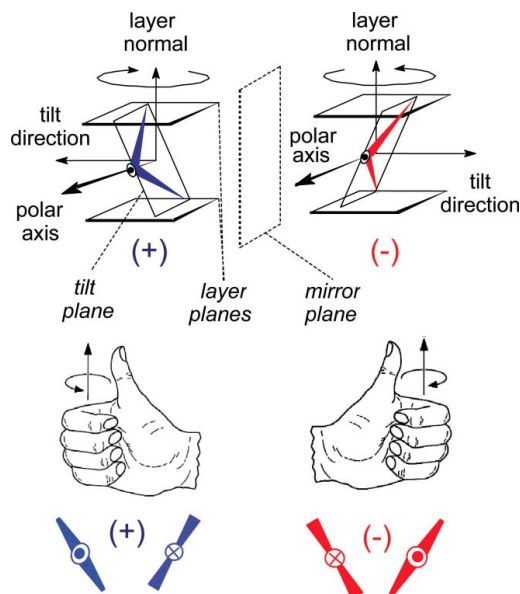 layer
normal
tilt
direction
polar
axis
(+)
tilt
plane
layer
planes
mirror
plane
layer
normal
polar
axis
tilt
direction
(-)
(+)
(-)